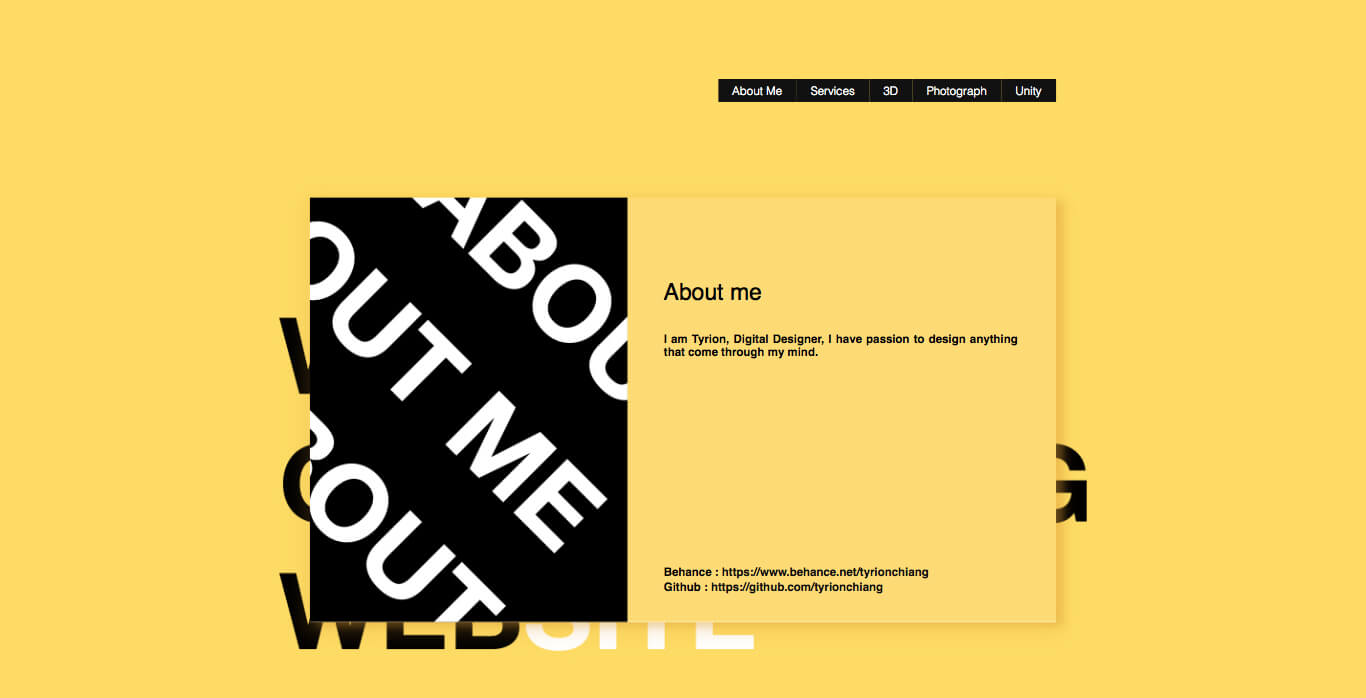 About Me Services 3D Photograph Unity
ABOU
OUT ME
BOUT
About me
I am Tyrion, Digital Designer, I have passion to design anything
that come through my mind.
Behance : https://www.behance.net/tyrionchiang
Github : https://github.com/tyrionchiang
WEBSITE